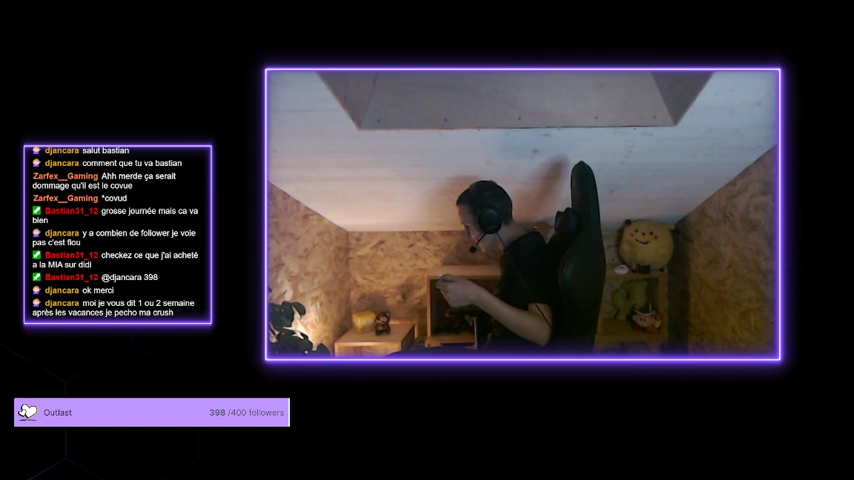 djancara salut bastian
djancara comment que tu va bastian
Zarfex__Gaming Ahh merde ça serait
dommage qu'il est le covue
Zarfex__Gaming *covud
Bastian31_12 grosse journée mais ca va
bien
djancara y a combien de follower je voie
pas c'est flou
Bastian31_12 checkez ce que j'ai acheté
a la MIA sur didi
Bastian31_12 @djancara 398
djancara ok merci
djancara moi je vous dit 1 ou 2 semaine
après les vacances je pecho ma crush
Outlast 398 /400 followers